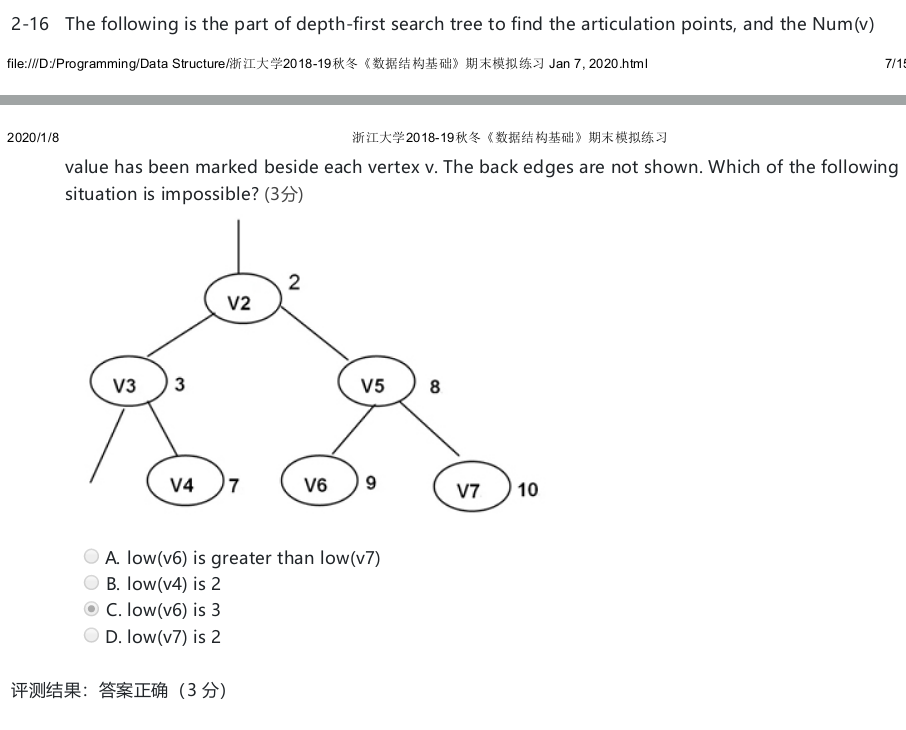 2-16 The following is the part of depth-first search tree to find the articulation points, and the Num(v)
file:///D:/Programming/Data Structure/浙江大学2018-19秋冬《数据结构基础》期末模拟练习 Jan 7, 2020.html 7/15
2020/1/8 浙江大学2018-19秋冬《数据结构基础》期末模拟练习
value has been marked beside each vertex v. The back edges are not shown. Which of the following
situation is impossible? (3分)
V2 2
V3 3 V5 8
V4 7 V6 9 V7 10
A. low(v6) is greater than low(v7)
B. low(v4) is 2
C. low(v6) is 3
D. low(v7) is 2
评测结果：答案正确（3 分）